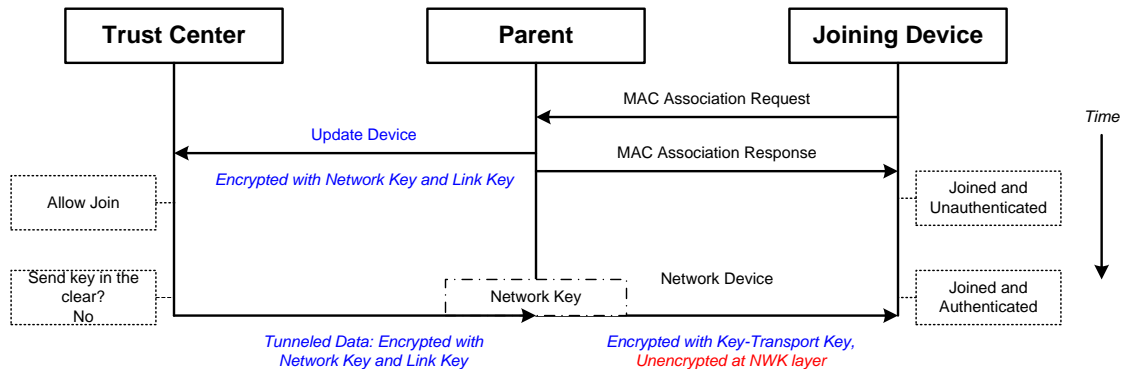 Trust Center
Parent
Joining Device
MAC Association Request
Time
Update Device
MAC Association Response
Encrypted with Network Key and Link Key
Allow Join
Joined and
Unauthenticated
Send key in the
clear?
No
Network Device
Network Key
Joined and
Authenticated
Tunneled Data: Encrypted with
Network Key and Link Key
Encrypted with Key-Transport Key,
Unencrypted at NWK layer